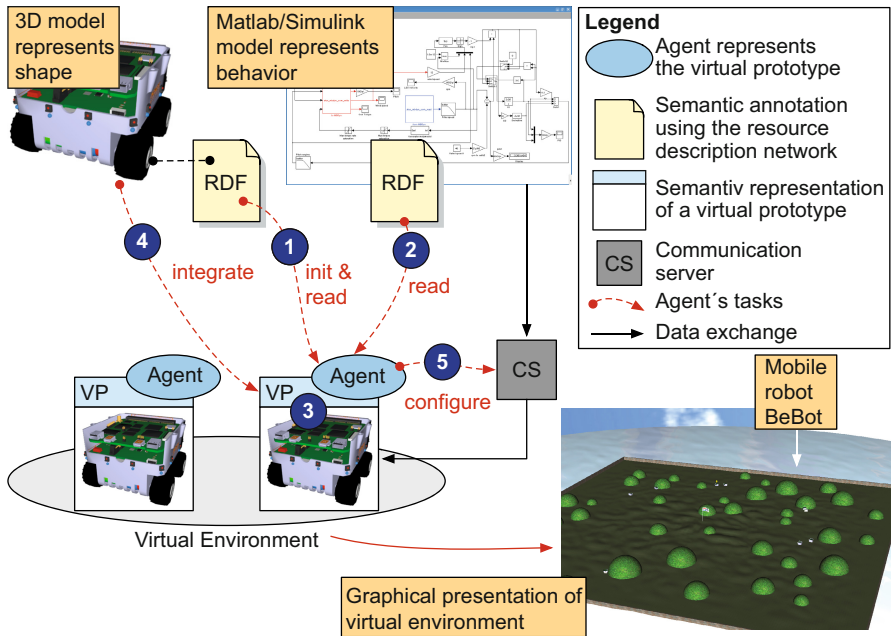 3D model
represents
shape
Matlab/Simulink
model represents
behavior
Legend
Agent represents
the virtual prototype
Semantic annotation
using the resource
description network
Semantiv representation
of a virtual prototype
CS
Communication
server
Agent´s tasks
Data exchange
RDF
RDF
4
1
2
integrate
init &
read
read
VP
Agent
VP
Agent
3
5
configure
CS
Mobile
robot
BeBot
Virtual Environment
Graphical presentation of
virtual environment